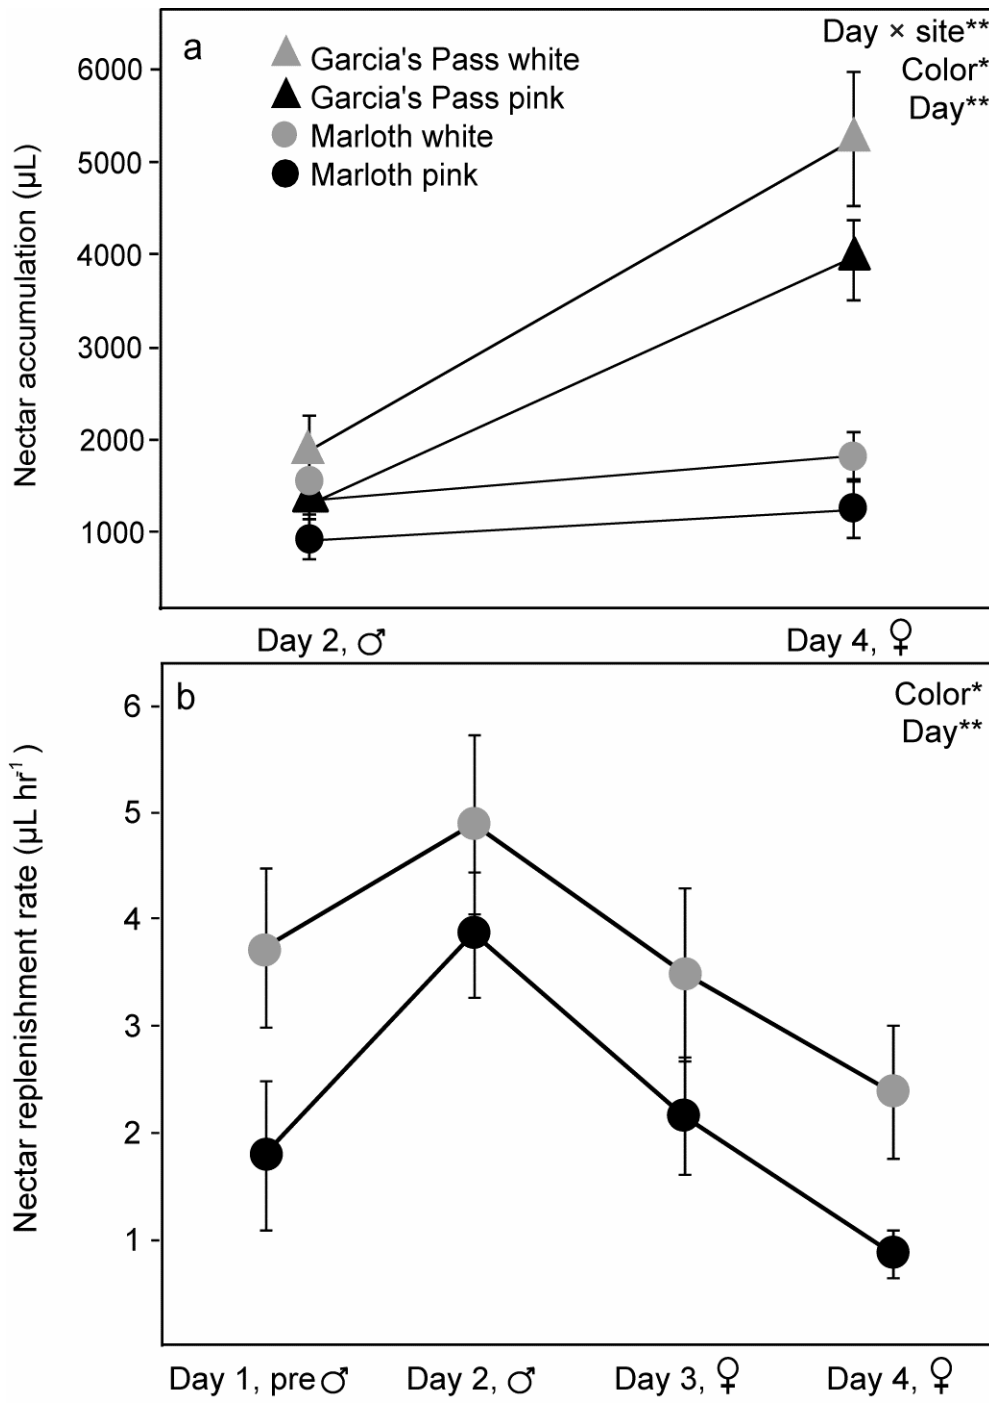 a
Garcia's Pass white
Garcia's Pass pink
Marloth white
Marloth pink
Day × site**
Color*
Day**
Nectar accumulation (µL)
6000
5000
4000
3000
2000
1000
Day 2, ♂
Day 4, ♀
b
Color*
Day**
Nectar replenishment rate (µL hr⁻¹)
6
5
4
3
2
1
Day 1, pre ♂
Day 2, ♂
Day 3, ♀
Day 4, ♀